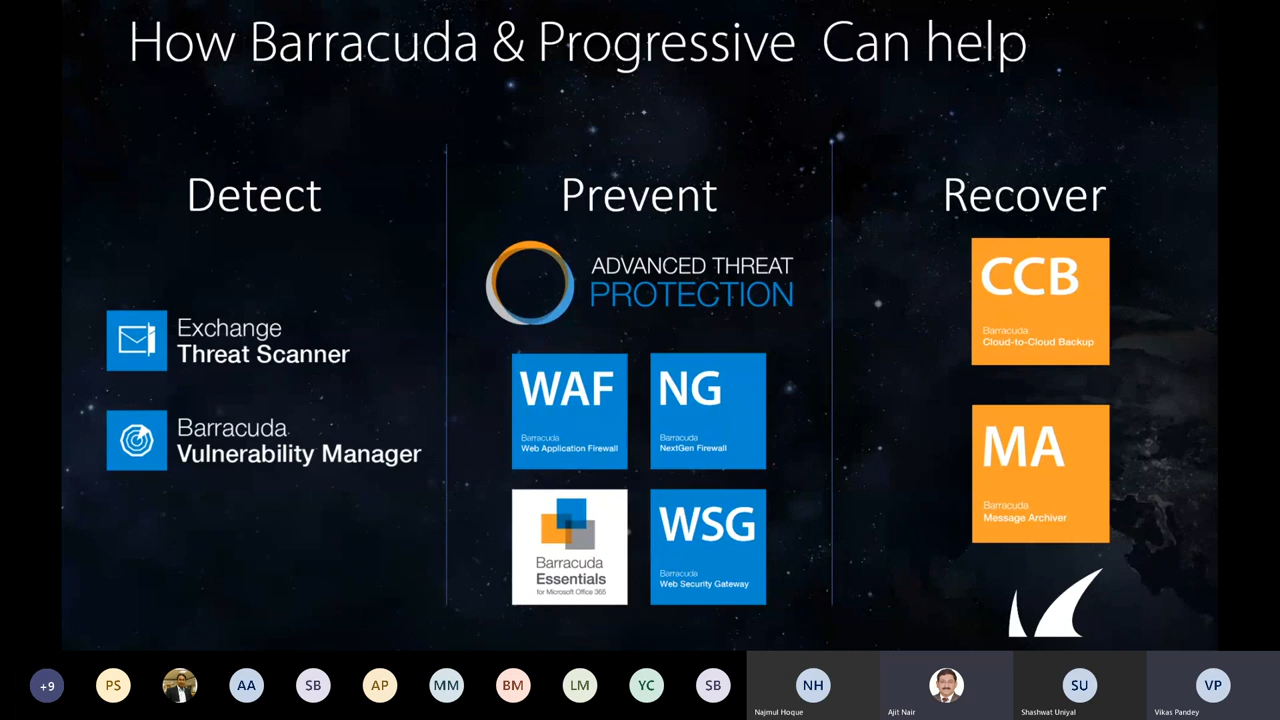 How Barracuda & Progressive Can help
Detect
Exchange
Threat Scanner
Barracuda
Vulnerability Manager
Prevent
ADVANCED THREAT
PROTECTION
WAF
Barracuda
Web Application Firewall
NG
Barracuda
NextGen Firewall
Barracuda
Essentials
for Microsoft Office 365
WSG
Barracuda
Web Security Gateway
Recover
CCB
Barracuda
Cloud-to-Cloud Backup
MA
Barracuda
Message Archiver
+9
PS
AA
SB
AP
MM
BM
LM
YC
SB
NH
Najmul Hoque
Ajit Nair
SU
Shashwat Uniyal
VP
Vikas Pandey